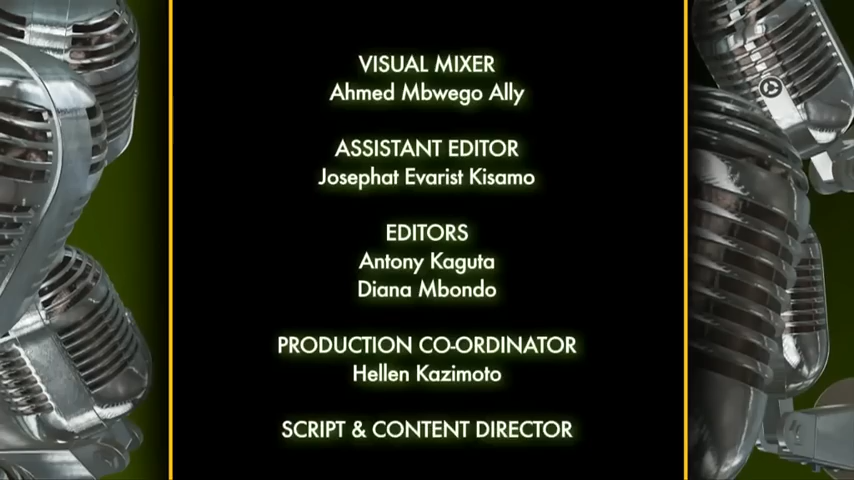 VISUAL MIXER
Ahmed Mbwego Ally
ASSISTANT EDITOR
Josephat Evarist Kisamo
EDITORS
Antony Kaguta
Diana Mbondo
PRODUCTION CO-ORDINATOR
Hellen Kazimoto
SCRIPT & CONTENT DIRECTOR